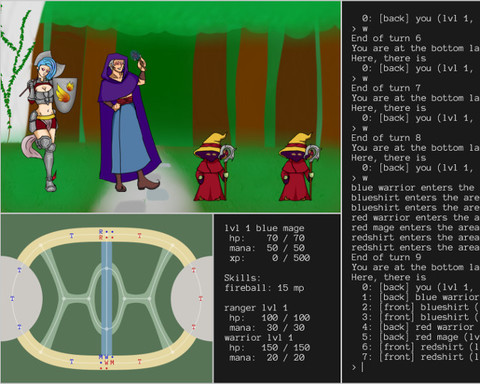 0: [back] you (lvl 1,
> w
End of turn 6
You are at the bottom la
Here, there is
0: [back] you (lvl 1,
> w
End of turn 7
You are at the bottom la
Here, there is
0: [back] you (lvl 1,
> w
End of turn 8
You are at the bottom la
Here, there is
0: [back] you (lvl 1,
> w
blue warrior enters the
blueshirt enters the are
blueshirt enters the are
red warrior enters the a
red mage enters the area
redshirt enters the area
redshirt enters the area
End of turn 9
You are at the bottom la
Here, there is
0: [back] you (lvl 1,
1: [back] blue warrior
2: [front] blueshirt (
3: [front] blueshirt (
4: [back] red warrior
5: [back] red mage (lv
6: [front] redshirt (l
7: [front] redshirt (l
>
lvl 1 blue mage
hp: 70 / 70
mana: 50 / 50
xp: 0 / 500
Skills:
fireball: 15 mp
ranger lvl 1
hp: 100 / 100
mana: 30 / 30
warrior lvl 1
hp: 150 / 150
mana: 20 / 20